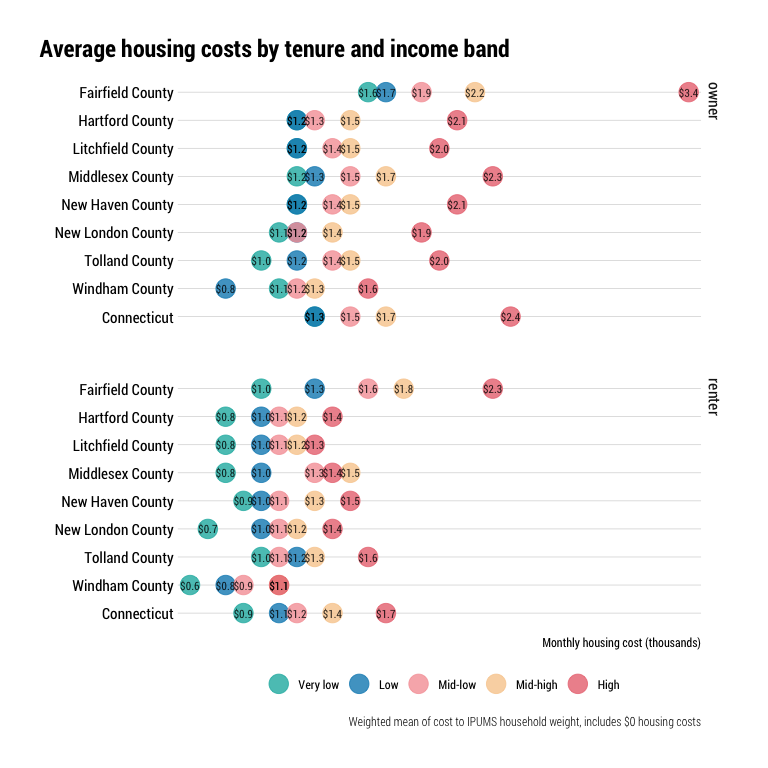 Average housing costs by tenure and income band
owner
Fairfield County $1.6 $1.7 $1.9 $2.2 $3.4
Hartford County $1.2 $1.3 $1.5 $2.1
Litchfield County $1.2 $1.4 $1.5 $2.0
Middlesex County $1.2 $1.3 $1.5 $1.7 $2.3
New Haven County $1.2 $1.4 $1.5 $2.1
New London County $1.1 $1.2 $1.4 $1.9
Tolland County $1.0 $1.2 $1.4 $1.5 $2.0
Windham County $0.8 $1.1 $1.2 $1.3 $1.6
Connecticut $1.3 $1.5 $1.7 $2.4
renter
Fairfield County $1.0 $1.3 $1.6 $1.8 $2.3
Hartford County $0.8 $1.0 $1.1 $1.2 $1.4
Litchfield County $0.8 $1.0 $1.1 $1.2 $1.3
Middlesex County $0.8 $1.0 $1.3 $1.4 $1.5
New Haven County $0.9 $1.0 $1.1 $1.3 $1.5
New London County $0.7 $1.0 $1.1 $1.2 $1.4
Tolland County $1.0 $1.1 $1.2 $1.3 $1.6
Windham County $0.6 $0.8 $0.9 $1.1
Connecticut $0.9 $1.1 $1.2 $1.4 $1.7
Monthly housing cost (thousands)
Very low Low Mid-low Mid-high High
Weighted mean of cost to IPUMS household weight, includes $0 housing costs